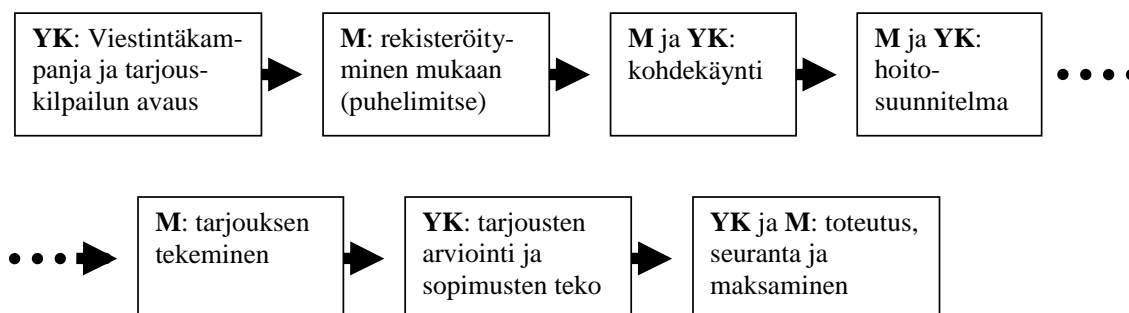 YK: Viestintäkam-
panja ja tarjous-
kilpailun avaus
M: rekisteröity-
minen mukaan
(puhelimitse)
M ja YK:
kohdekäynti
M ja YK:
hoito-
suunnitelma
M: tarjouksen
tekeminen
YK: tarjousten
arviointi ja
sopimusten teko
YK ja M: toteutus,
seuranta ja
maksaminen